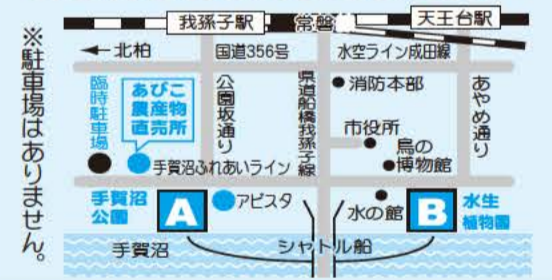 ※駐車場はありません。
我孫子駅
常磐線
天王台駅
←北柏
国道356号
水空ライン成田線
臨時駐車場
あびこ
農産物
直売所
公園坂通り
県道船橋我孫子線
消防本部
あやめ通り
市役所
鳥の
博物館
手賀沼ふれあいライン
手賀沼
公園
A
アビスタ
水の館
B
水生
植物園
手賀沼
シャトル船